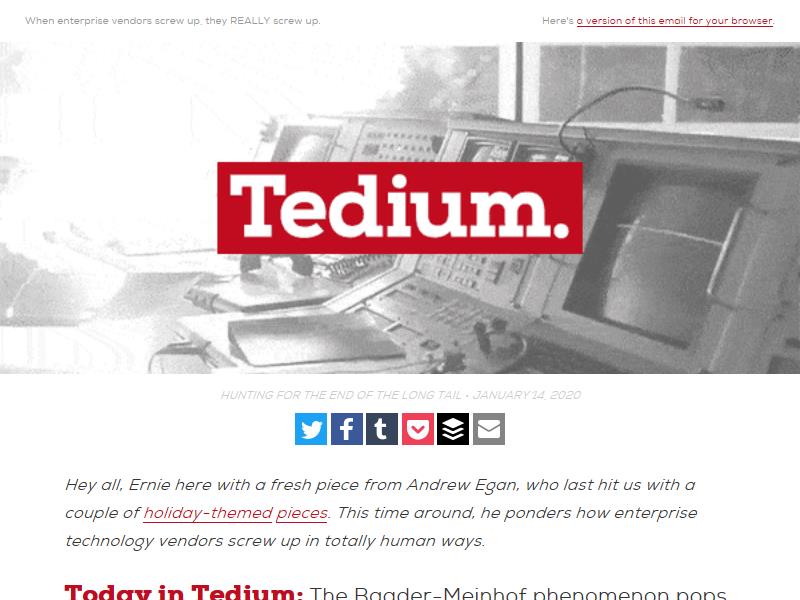 When enterprise vendors screw up, they REALLY screw up.
Here's a version of this email for your browser.
Tedium.
HUNTING FOR THE END OF THE LONG TAIL • JANUARY 14, 2020
Hey all, Ernie here with a fresh piece from Andrew Egan, who last hit us with a
couple of holiday-themed pieces. This time around, he ponders how enterprise
technology vendors screw up in totally human ways.
Today in Tedium: The Baader-Meinhof phenomenon pops